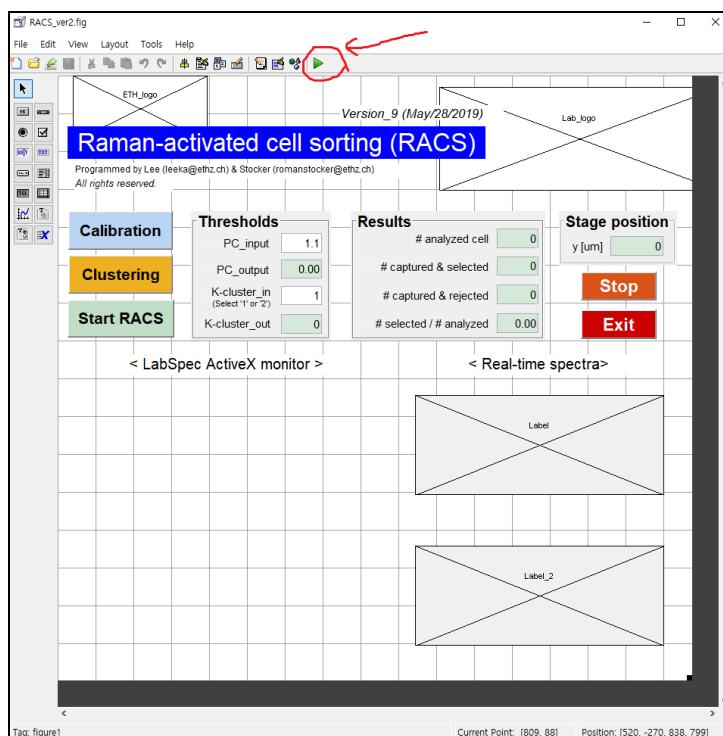 RACS_ver2.fig
File Edit View Layout Tools Help
ETH_logo
Version_9 (May/28/2019)
Lab_logo
Raman-activated cell sorting (RACS)
Programmed by Lee (leeka@ethz.ch) & Stocker (romanstocker@ethz.ch)
All rights reserved.
Calibration
Clustering
Start RACS
Thresholds
PC_input 1.1
PC_output 0.00
K-cluster_in 1
(Select '1' or '2')
K-cluster_out 0
Results
# analyzed cell 0
# captured & selected 0
# captured & rejected 0
# selected / # analyzed 0.00
Stage position
y [um] 0
Stop
Exit
< LabSpec ActiveX monitor >
< Real-time spectra>
Label
Label_2
Tag: figure1
Current Point: [809, 88]
Position: [520, -270, 838, 799]